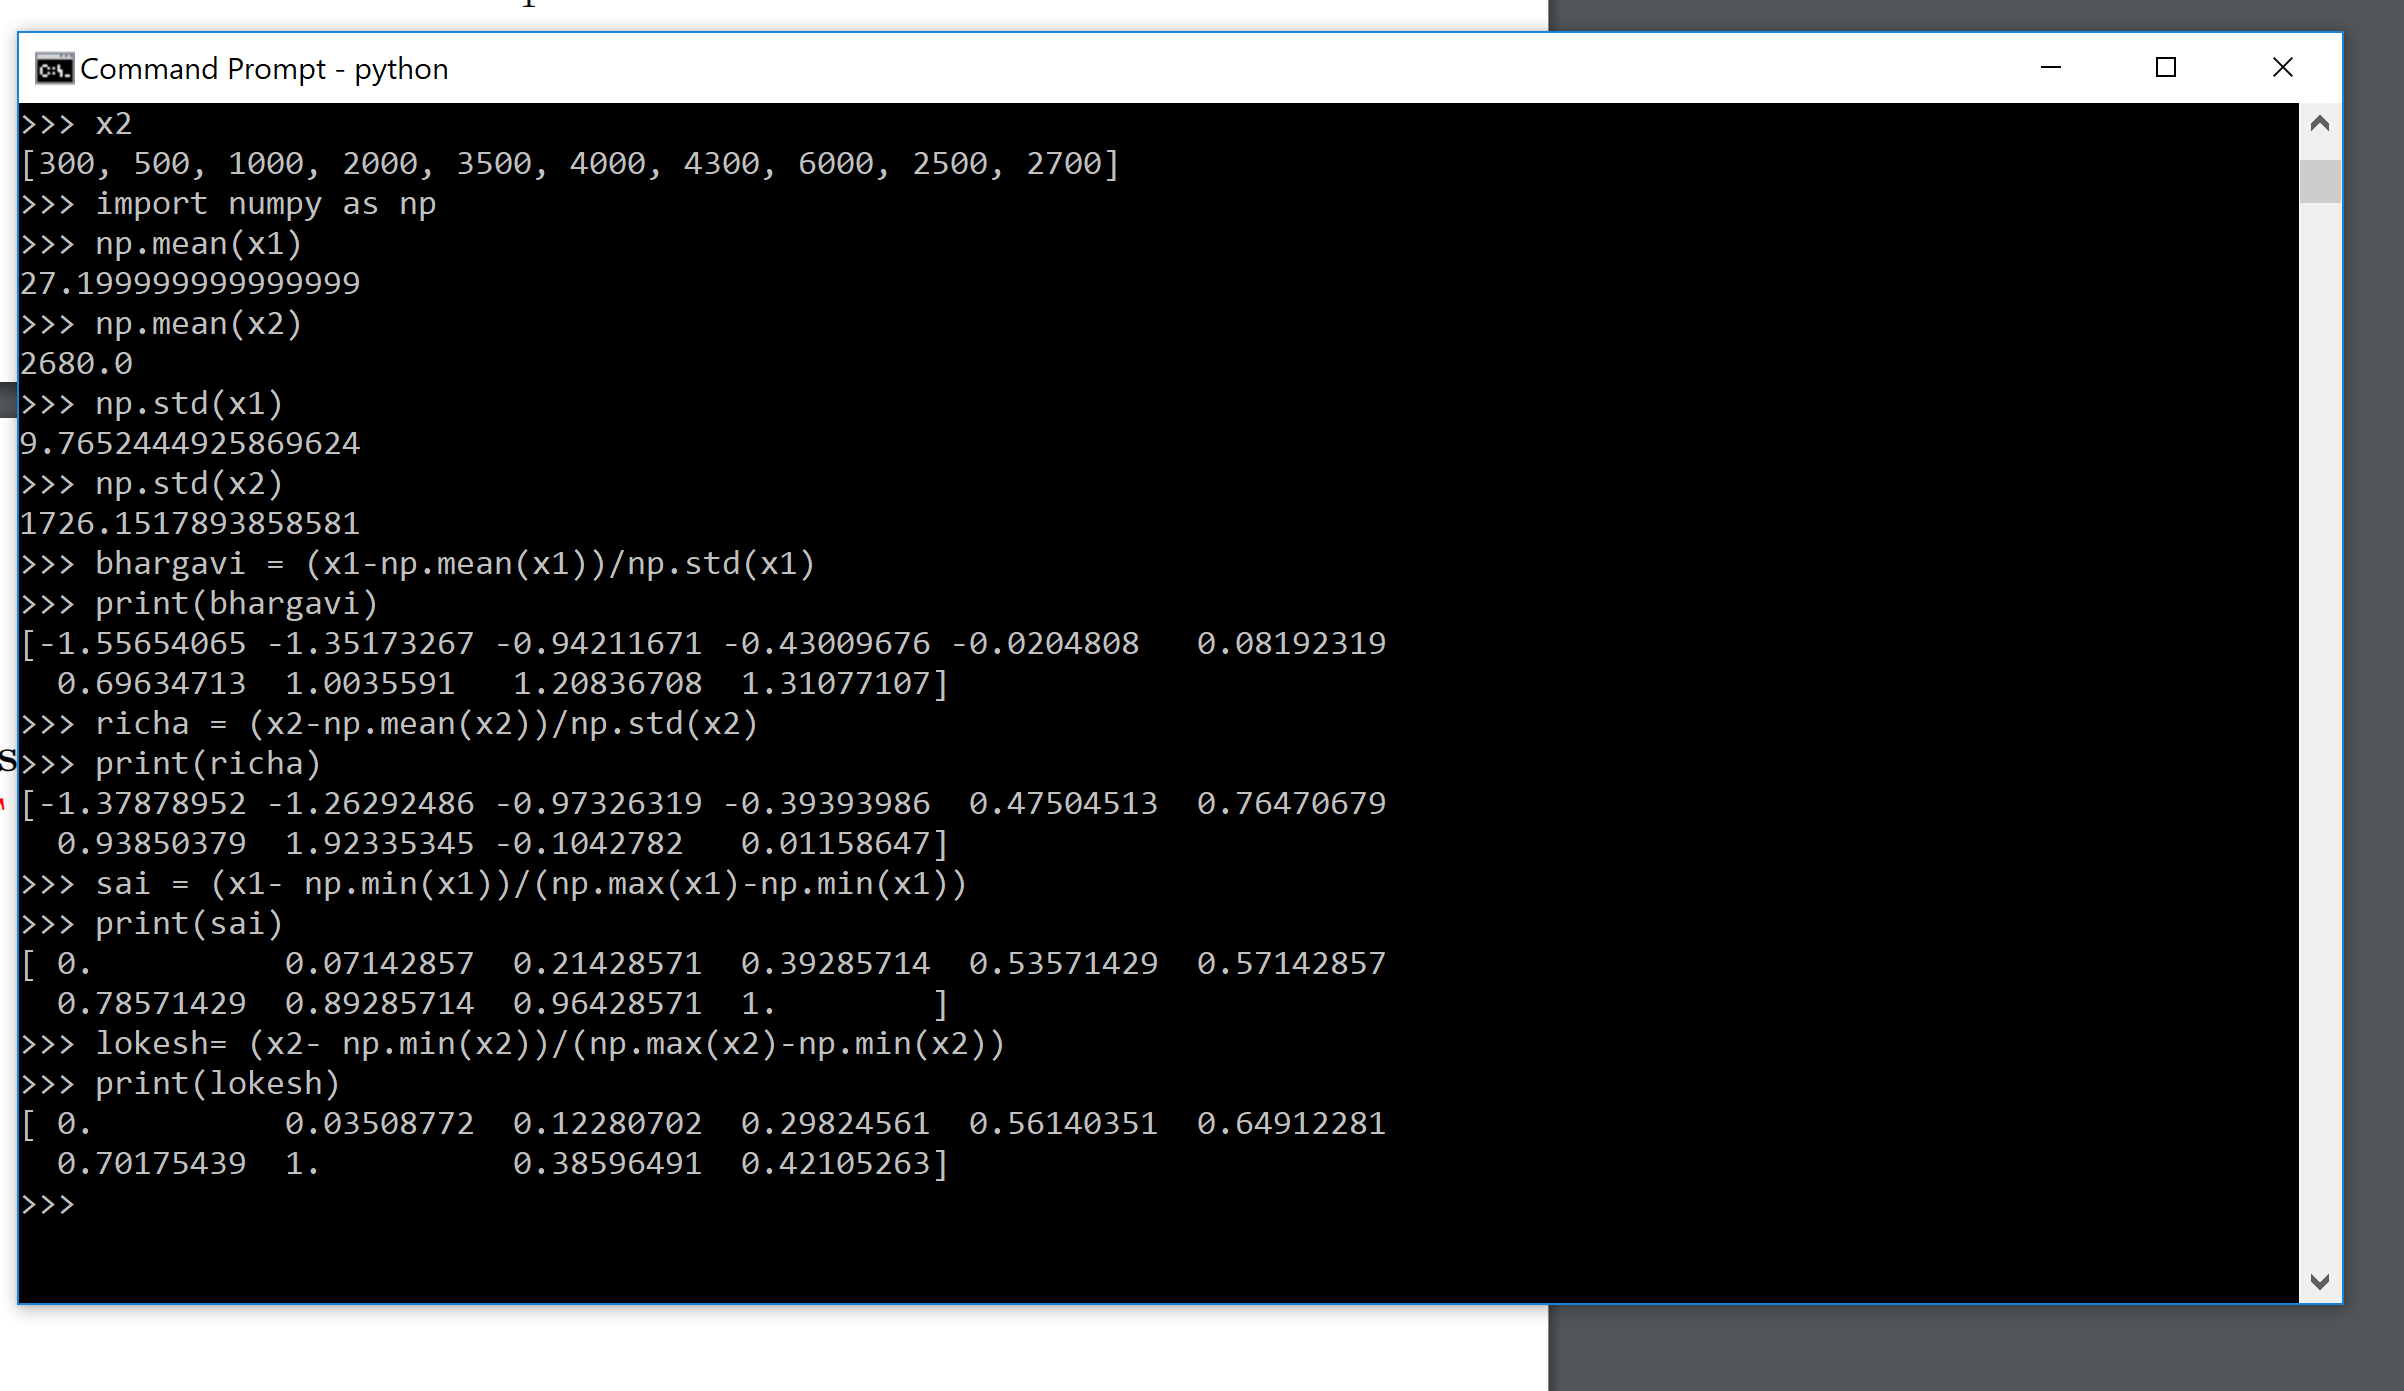 Command Prompt - python
>>> x2
[300, 500, 1000, 2000, 3500, 4000, 4300, 6000, 2500, 2700]
>>> import numpy as np
>>> np.mean(x1)
27.199999999999999
>>> np.mean(x2)
2680.0
>>> np.std(x1)
9.7652444925869624
>>> np.std(x2)
1726.1517893858581
>>> bhargavi = (x1-np.mean(x1))/np.std(x1)
>>> print(bhargavi)
[-1.55654065 -1.35173267 -0.94211671 -0.43009676 -0.0204808   0.08192319
  0.69634713  1.0035591   1.20836708  1.31077107]
>>> richa = (x2-np.mean(x2))/np.std(x2)
>>> print(richa)
[-1.37878952 -1.26292486 -0.97326319 -0.39393986  0.47504513  0.76470679
  0.93850379  1.92335345 -0.1042782   0.01158647]
>>> sai = (x1- np.min(x1))/(np.max(x1)-np.min(x1))
>>> print(sai)
[ 0.          0.07142857  0.21428571  0.39285714  0.53571429  0.57142857
  0.78571429  0.89285714  0.96428571  1.        ]
>>> lokesh= (x2- np.min(x2))/(np.max(x2)-np.min(x2))
>>> print(lokesh)
[ 0.          0.03508772  0.12280702  0.29824561  0.56140351  0.64912281
  0.70175439  1.          0.38596491  0.42105263]
>>>